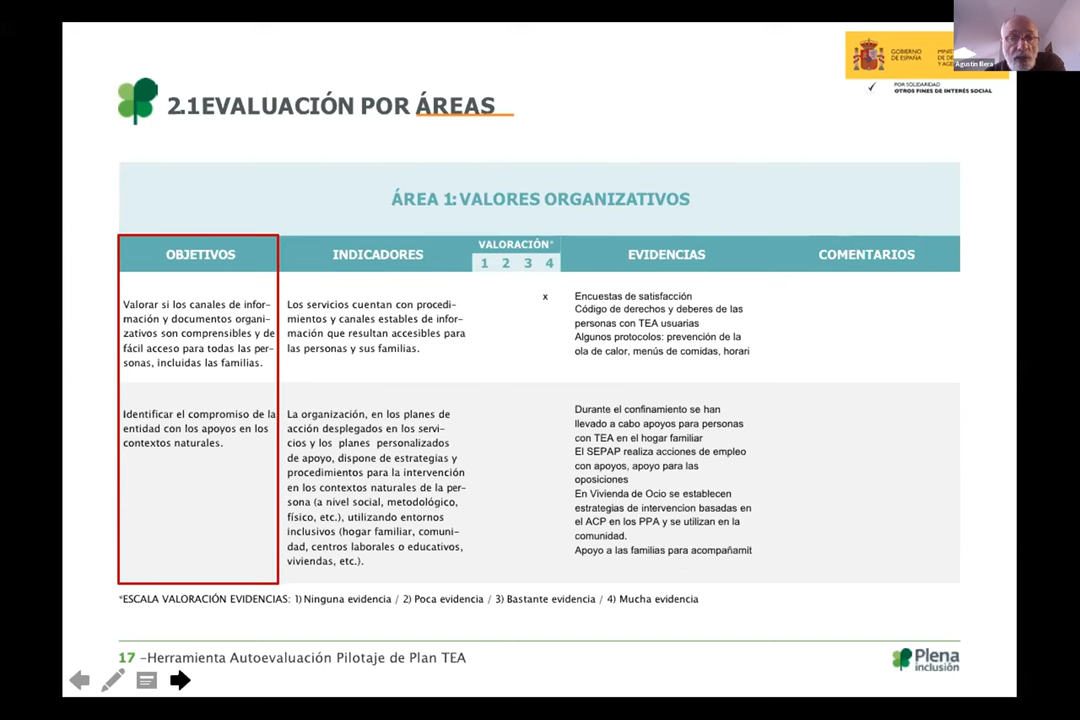 GOBIERNO
DE ESPAÑA
Agustin Illera
POR SOLIDARIDAD
OTROS FINES DE INTERÉS SOCIAL
2.1EVALUACIÓN POR ÁREAS
ÁREA 1: VALORES ORGANIZATIVOS
OBJETIVOS
INDICADORES
VALORACIÓN*
1 2 3 4
EVIDENCIAS
COMENTARIOS
Valorar si los canales de infor-
mación y documentos organi-
zativos son comprensibles y de
fácil acceso para todas las per-
sonas, incluidas las familias.
Los servicios cuentan con procedi-
mientos y canales estables de infor-
mación que resultan accesibles para
las personas y sus familias.
x
Encuestas de satisfacción
Código de derechos y deberes de las
personas con TEA usuarias
Algunos protocolos: prevención de la
ola de calor, menús de comidas, horari
Identificar el compromiso de la
entidad con los apoyos en los
contextos naturales.
La organización, en los planes de
acción desplegados en los servi-
cios y los planes personalizados
de apoyo, dispone de estrategias y
procedimientos para la intervención
en los contextos naturales de la per-
sona (a nivel social, metodológico,
físico, etc.), utilizando entornos
inclusivos (hogar familiar, comuni-
dad, centros laborales o educativos,
viviendas, etc.).
Durante el confinamiento se han
llevado a cabo apoyos para personas
con TEA en el hogar familiar
El SEPAP realiza acciones de empleo
con apoyos, apoyo para las
oposiciones
En Vivienda de Ocio se establecen
estrategias de intervencion basadas en
el ACP en los PPA y se utilizan en la
comunidad.
Apoyo a las familias para acompañamit
*ESCALA VALORACIÓN EVIDENCIAS: 1) Ninguna evidencia / 2) Poca evidencia / 3) Bastante evidencia / 4) Mucha evidencia
17 –Herramienta Autoevaluación Pilotaje de Plan TEA
Plena
inclusión